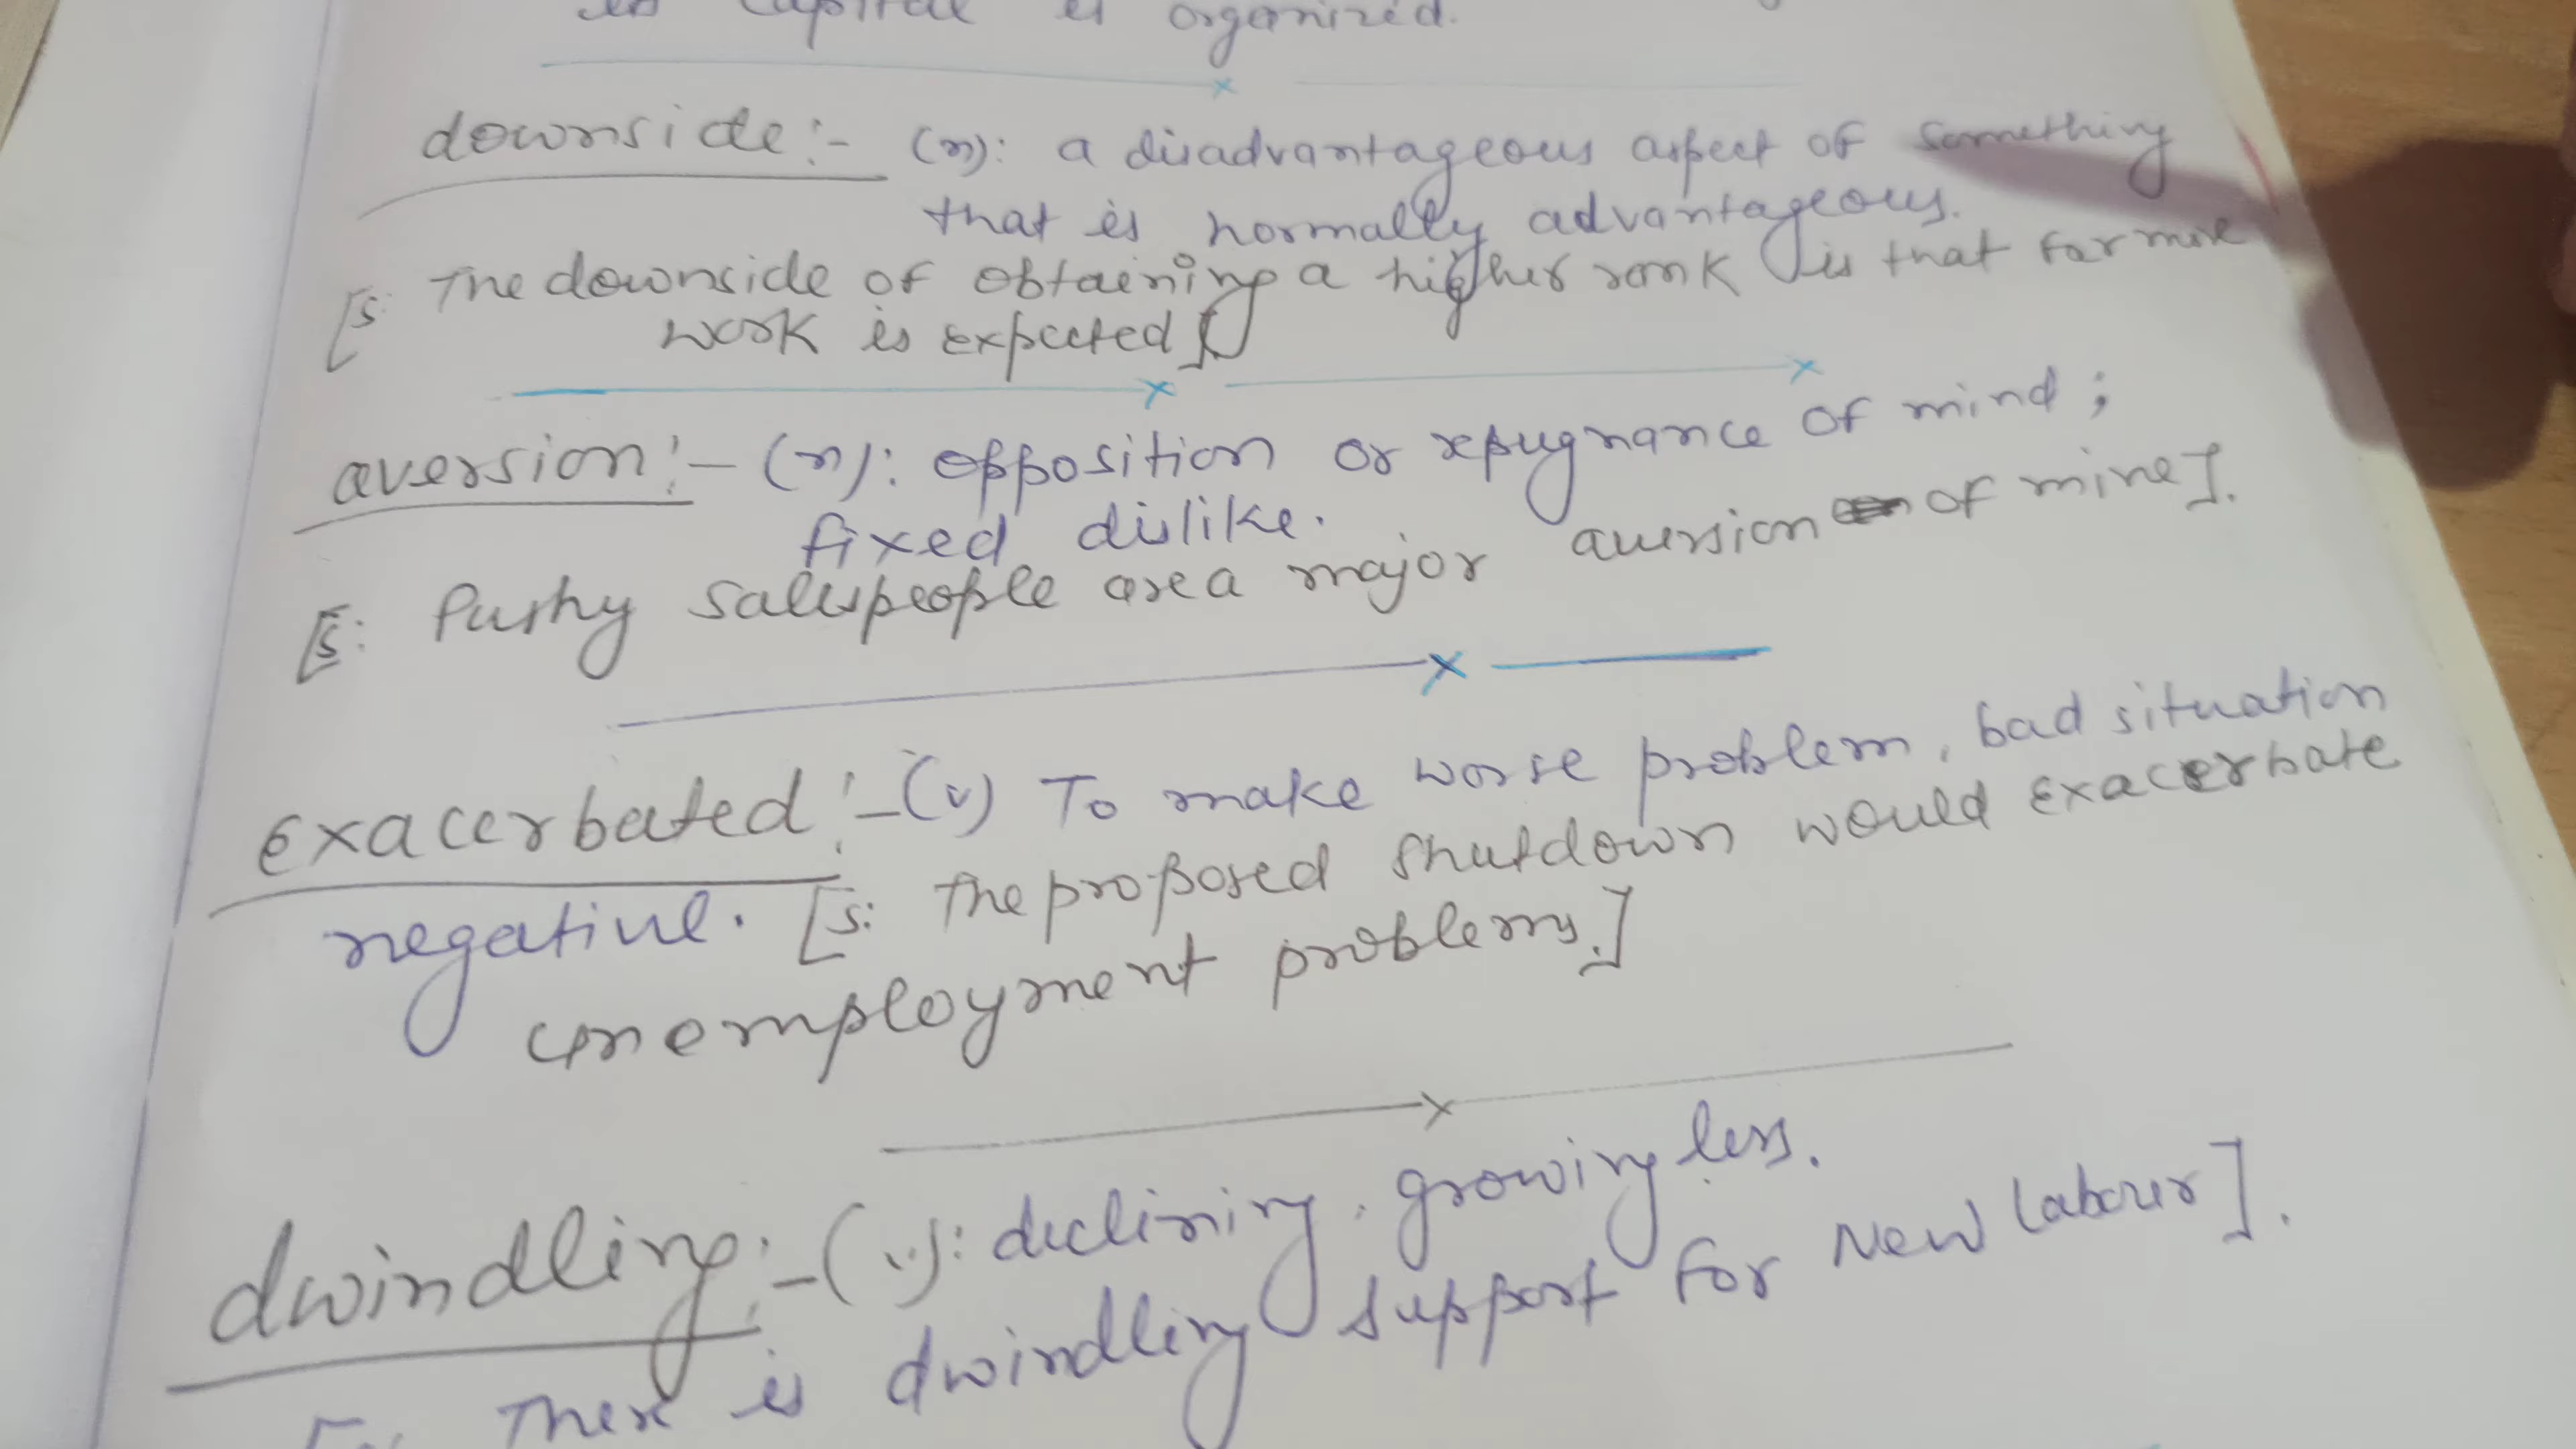 is organized.
downside:- (n): a disadvantageous aspect of something
that is normally advantageous.
[s: The downside of obtaining a higher rank is that far more
work is expected]
aversion:- (n): opposition or repugnance of mind;
fixed dislike.
[s: Pushy salespeople are a major aversion of mine].
exacerbated:- (v) To make worse problem, bad situation
negative. [s: The proposed shutdown would exacerbate
unemployment problems.]
dwindling:- (v): declining, growing less.
There is dwindling support for New Labour].